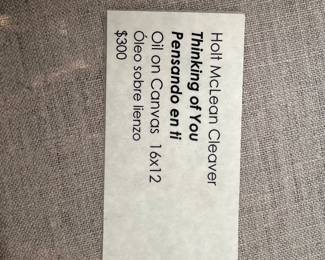 Holt McLean Cleaver
Thinking of You
Pensando en ti
Oil on Canvas 16x12
Óleo sobre lienzo
$300